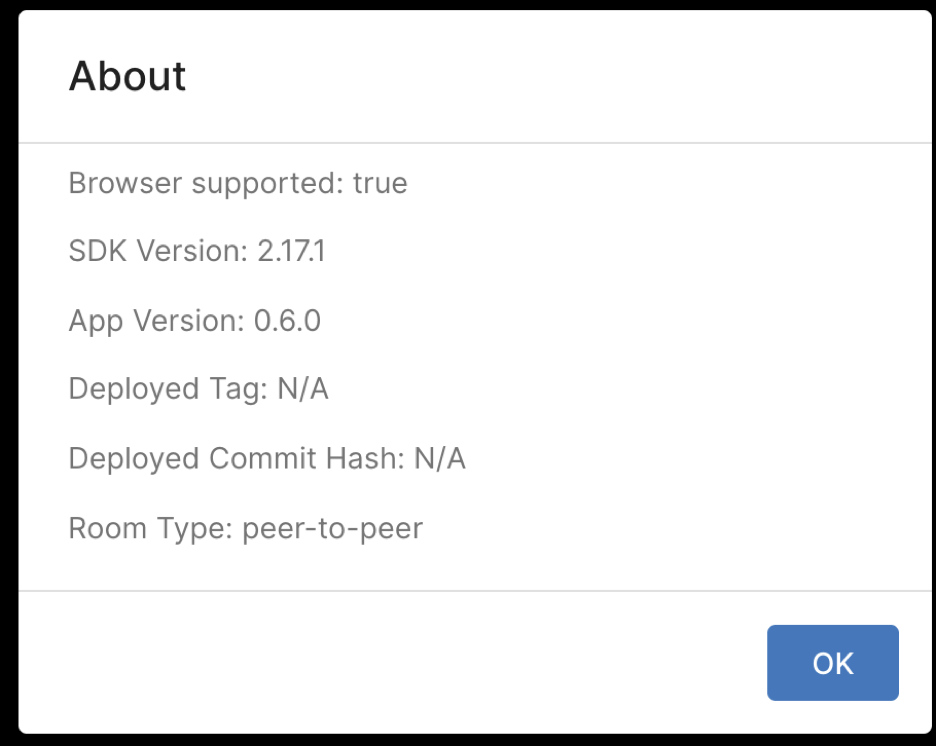 About
Browser supported: true
SDK Version: 2.17.1
App Version: 0.6.0
Deployed Tag: N/A
Deployed Commit Hash: N/A
Room Type: peer-to-peer
OK